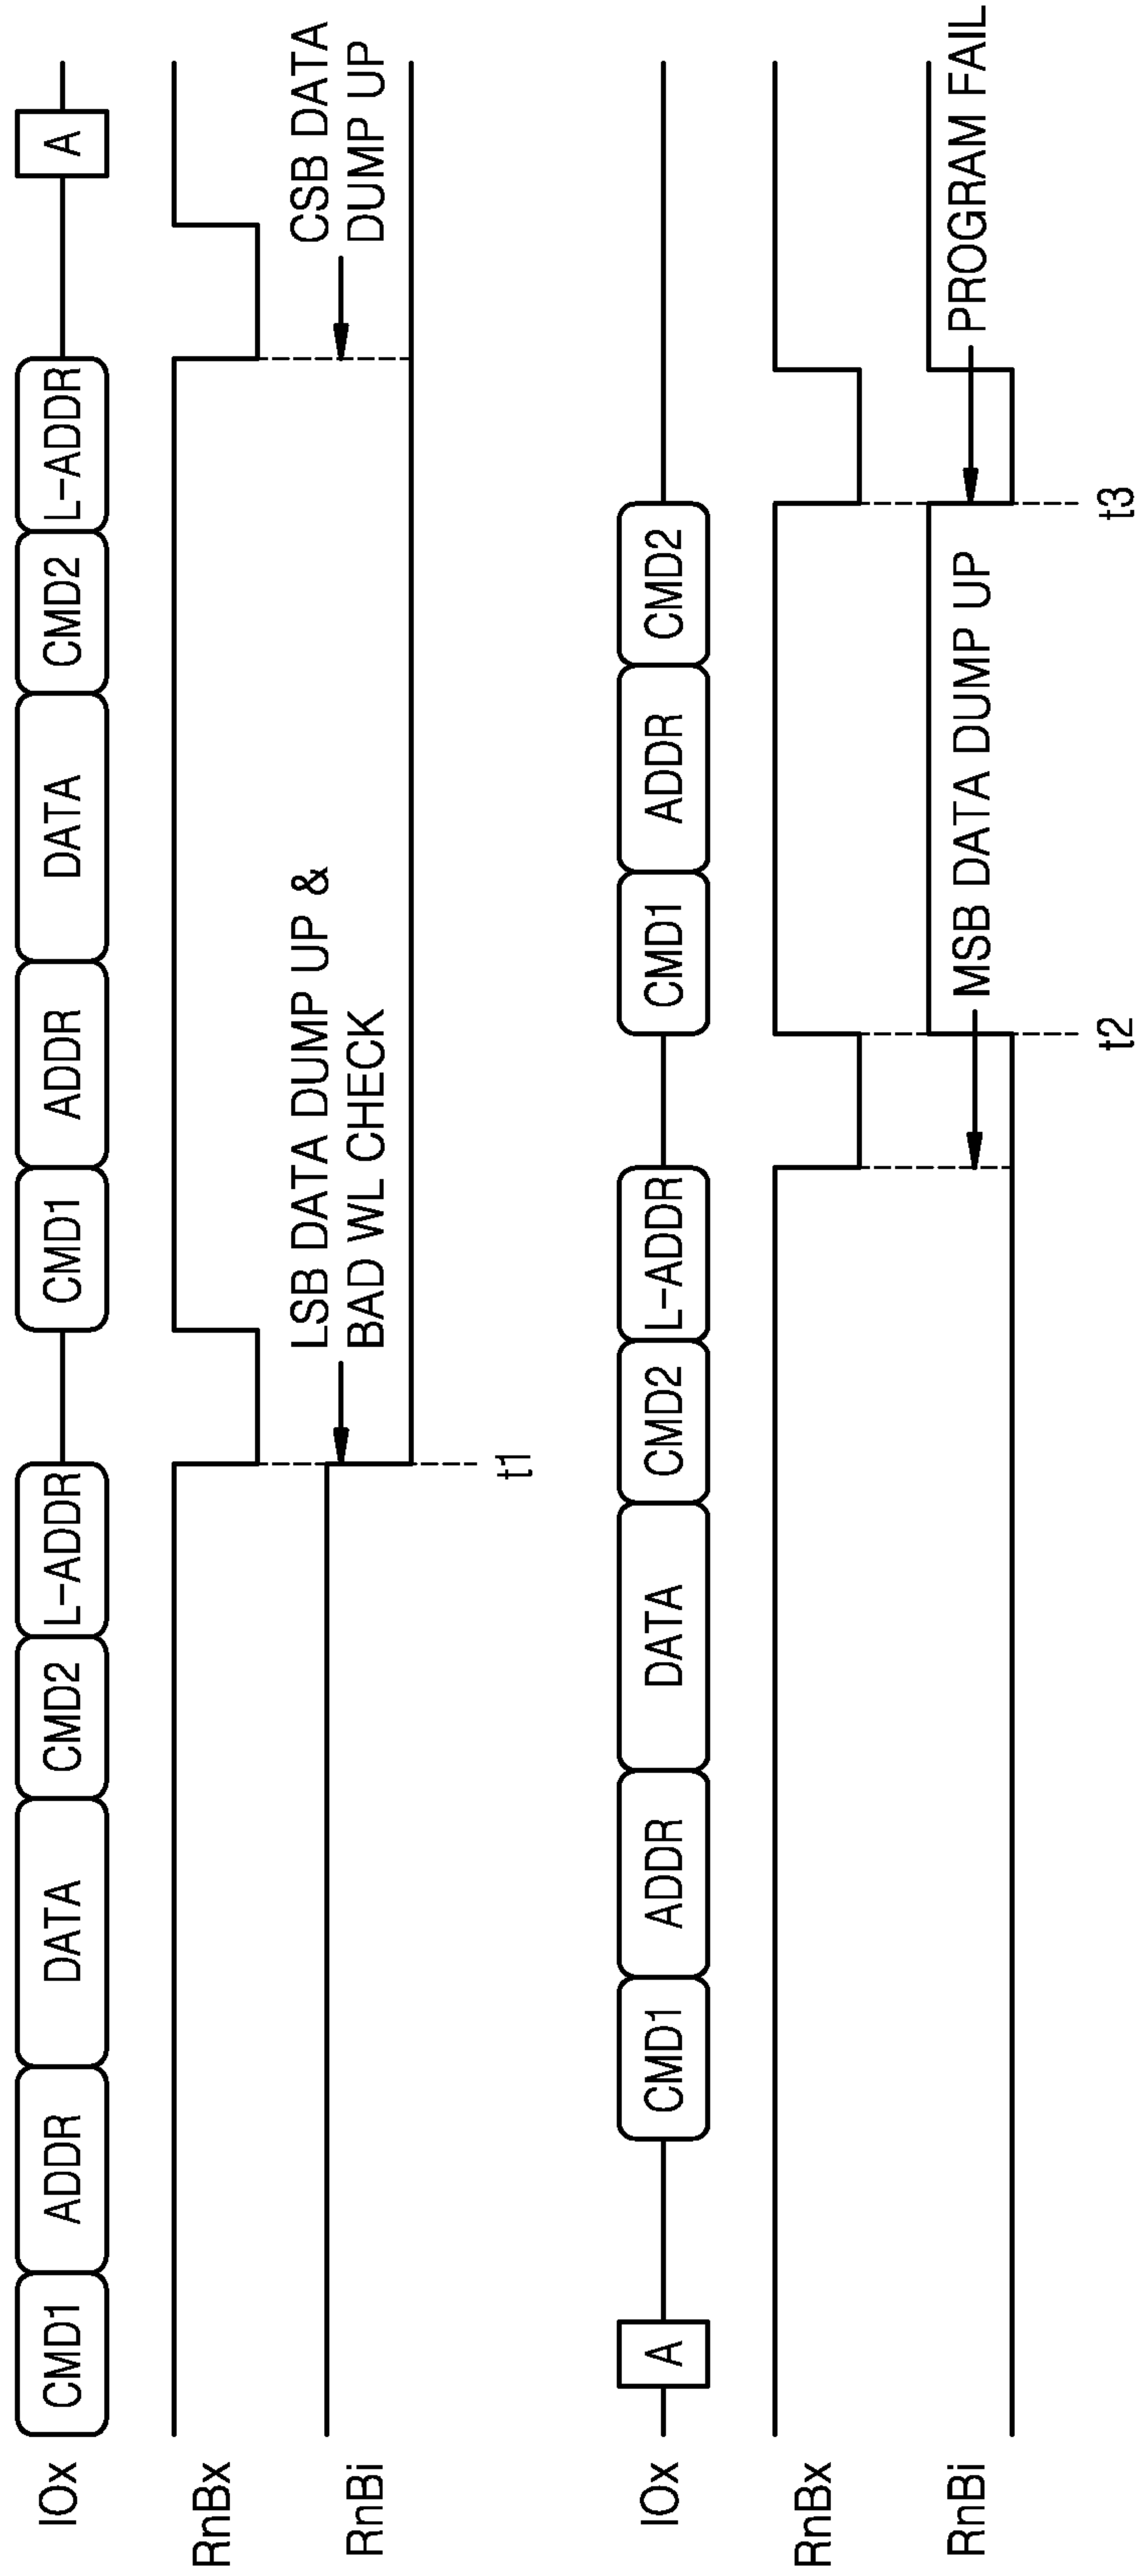 IOx CMD1 ADDR DATA CMD2 L-ADDR CMD1 ADDR DATA CMD2 L-ADDR A
RnBx
RnBi
LSB DATA DUMP UP &
BAD WL CHECK
CSB DATA
DUMP UP
t1
IOx A CMD1 ADDR DATA CMD2 L-ADDR CMD1 ADDR CMD2
RnBx
RnBi
MSB DATA DUMP UP
PROGRAM FAIL
t2
t3